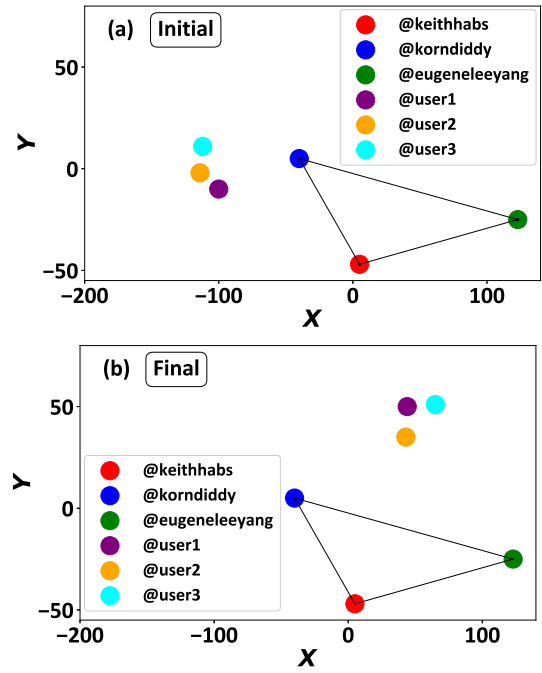 (a) Initial
@keithhabs
@korndiddy
@eugeneleeyang
@user1
@user2
@user3
50
0
−50
Y
−200 −100 0 100
X
(b) Final
50
0
−50
Y
@keithhabs
@korndiddy
@eugeneleeyang
@user1
@user2
@user3
−200 −100 0 100
X